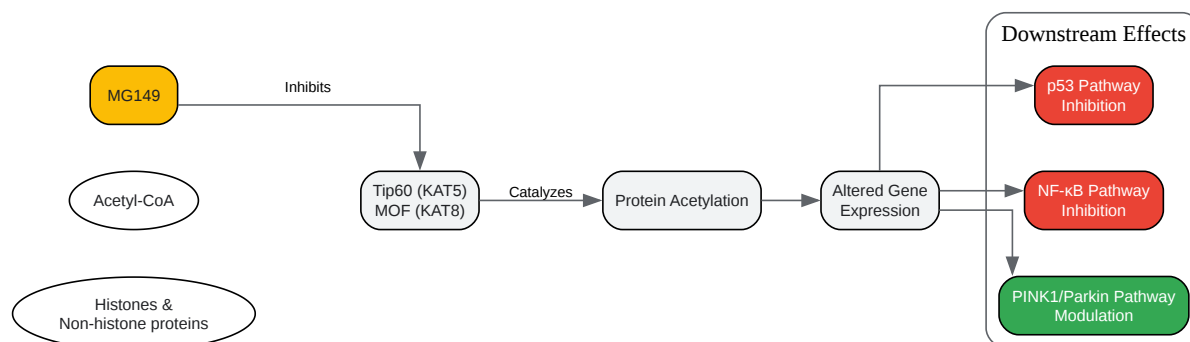 Downstream Effects
MG149
Inhibits
p53 Pathway
Inhibition
Acetyl-CoA
Tip60 (KAT5)
MOF (KAT8)
Catalyzes
Protein Acetylation
Altered Gene
Expression
NF-κB Pathway
Inhibition
Histones &
Non-histone proteins
PINK1/Parkin Pathway
Modulation